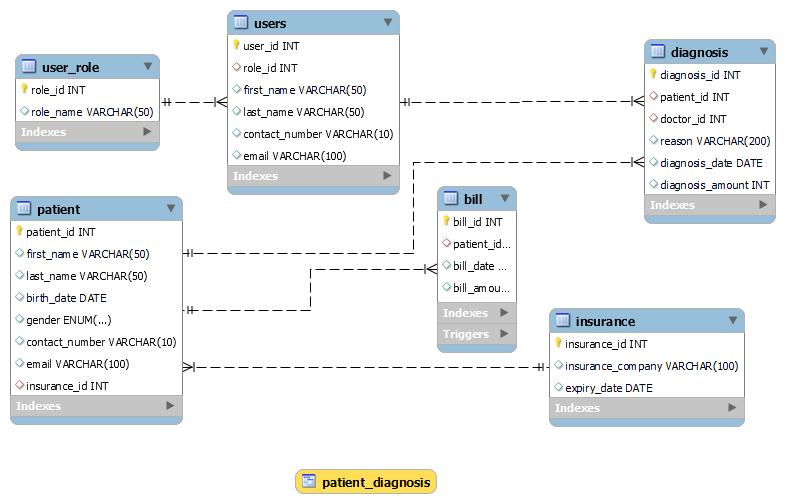 user_role
role_id INT
role_name VARCHAR(50)
Indexes
users
user_id INT
role_id INT
first_name VARCHAR(50)
last_name VARCHAR(50)
contact_number VARCHAR(10)
email VARCHAR(100)
Indexes
diagnosis
diagnosis_id INT
patient_id INT
doctor_id INT
reason VARCHAR(200)
diagnosis_date DATE
diagnosis_amount INT
Indexes
patient
patient_id INT
first_name VARCHAR(50)
last_name VARCHAR(50)
birth_date DATE
gender ENUM(...)
contact_number VARCHAR(10)
email VARCHAR(100)
insurance_id INT
Indexes
bill
bill_id INT
patient_id...
bill_date ...
bill_amou...
Indexes
Triggers
insurance
insurance_id INT
insurance_company VARCHAR(100)
expiry_date DATE
Indexes
patient_diagnosis